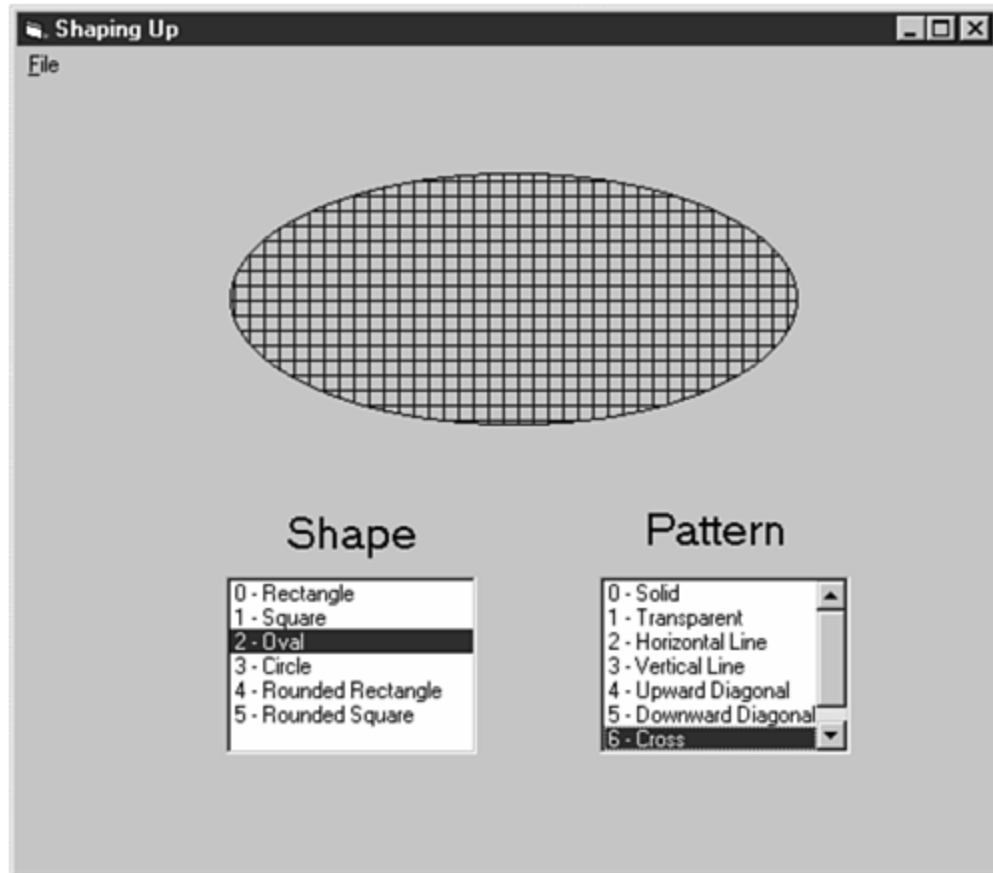 Shaping Up
File
Shape
0 - Rectangle
1 - Square
2 - Oval
3 - Circle
4 - Rounded Rectangle
5 - Rounded Square
Pattern
0 - Solid
1 - Transparent
2 - Horizontal Line
3 - Vertical Line
4 - Upward Diagonal
5 - Downward Diagonal
6 - Cross